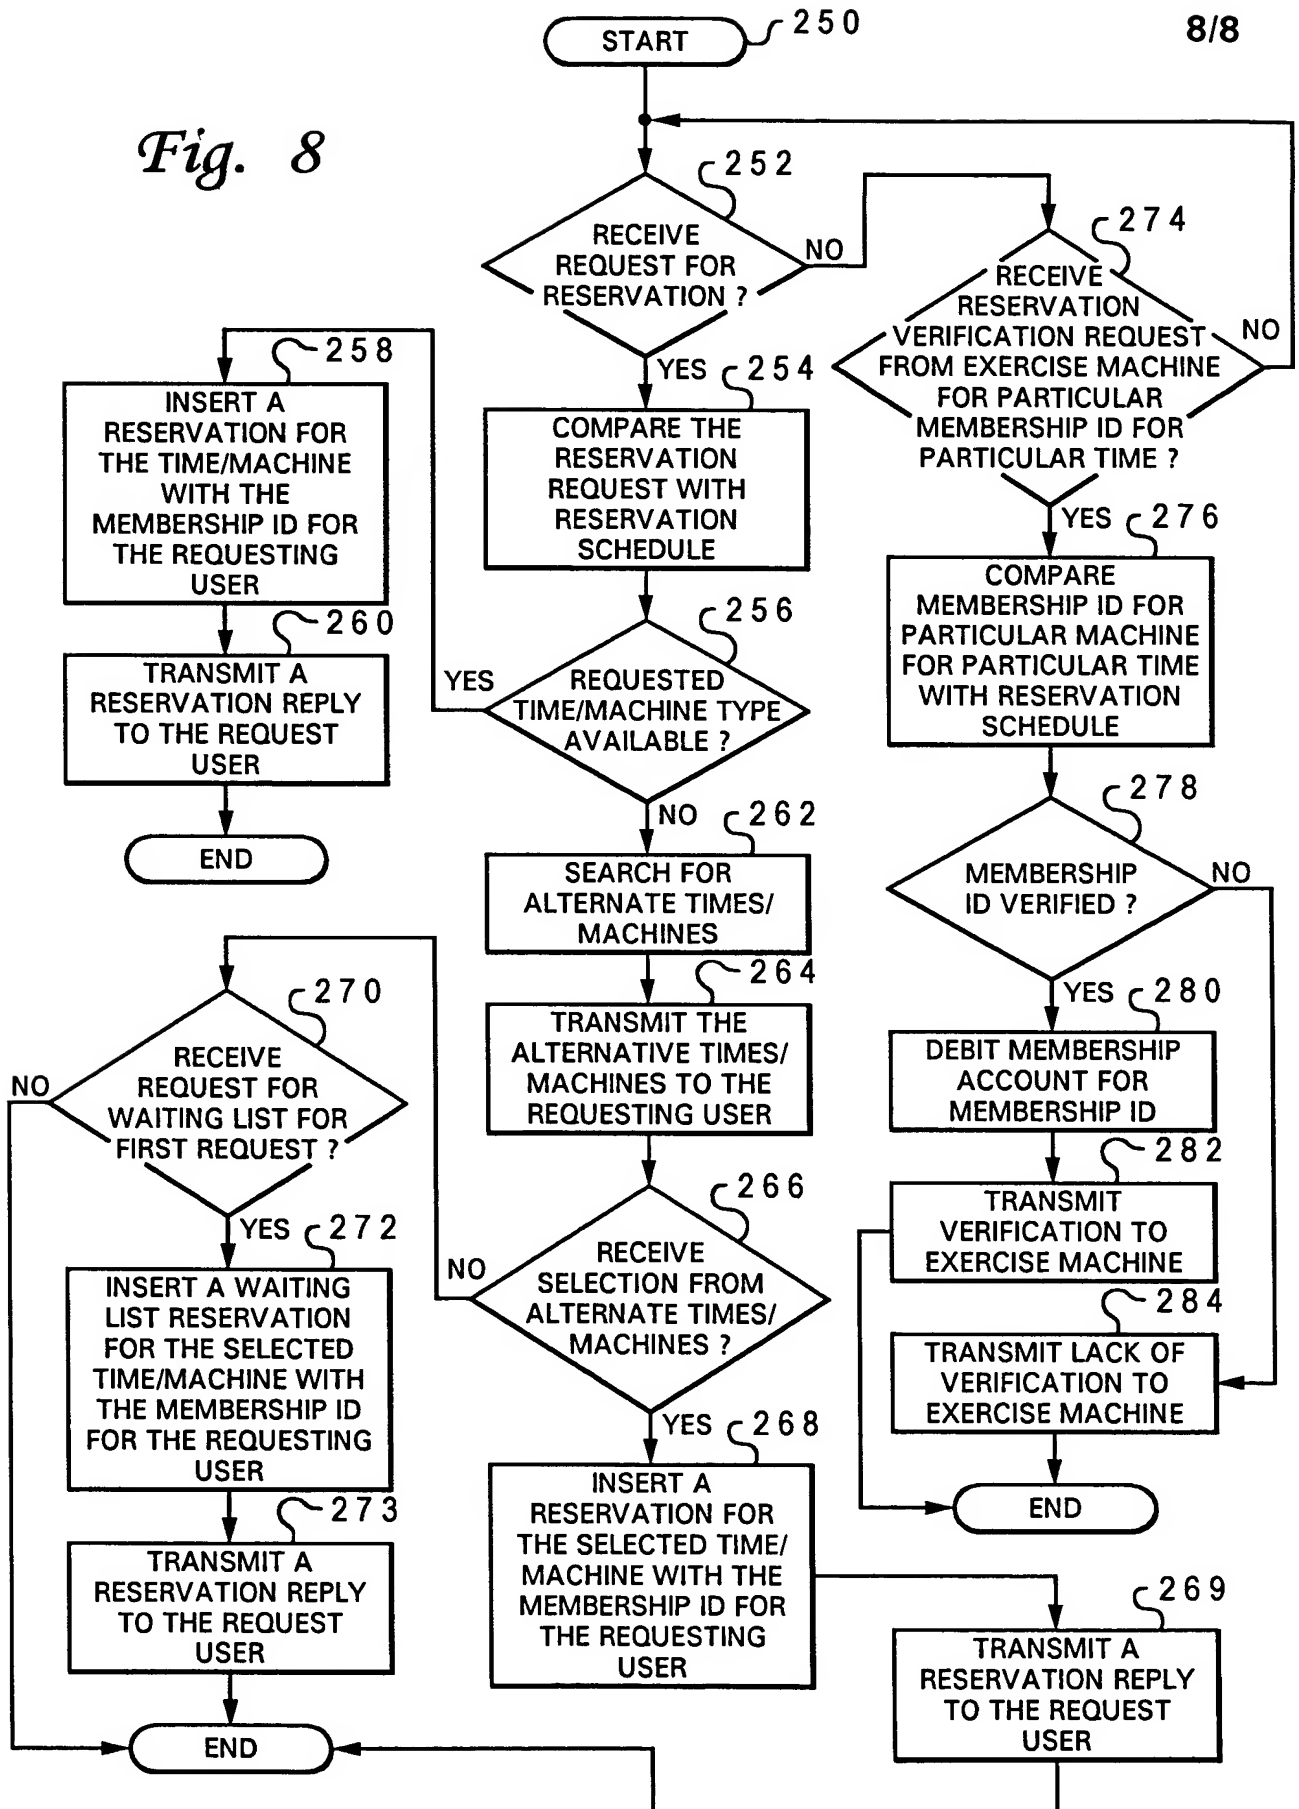 START
250
8/8
Fig. 8
252
RECEIVE
REQUEST FOR
RESERVATION ?
NO
YES
274
RECEIVE
RESERVATION
VERIFICATION REQUEST
FROM EXERCISE MACHINE
FOR PARTICULAR
MEMBERSHIP ID FOR
PARTICULAR TIME ?
NO
YES
258
INSERT A
RESERVATION FOR
THE TIME/MACHINE
WITH THE
MEMBERSHIP ID FOR
THE REQUESTING
USER
254
COMPARE THE
RESERVATION
REQUEST WITH
RESERVATION
SCHEDULE
276
COMPARE
MEMBERSHIP ID FOR
PARTICULAR MACHINE
FOR PARTICULAR TIME
WITH RESERVATION
SCHEDULE
260
TRANSMIT A
RESERVATION REPLY
TO THE REQUEST
USER
END
256
YES
REQUESTED
TIME/MACHINE TYPE
AVAILABLE ?
NO
278
MEMBERSHIP
ID VERIFIED ?
NO
YES
262
SEARCH FOR
ALTERNATE TIMES/
MACHINES
264
TRANSMIT THE
ALTERNATIVE TIMES/
MACHINES TO THE
REQUESTING USER
280
DEBIT MEMBERSHIP
ACCOUNT FOR
MEMBERSHIP ID
270
NO
RECEIVE
REQUEST FOR
WAITING LIST FOR
FIRST REQUEST ?
YES
266
NO
RECEIVE
SELECTION FROM
ALTERNATE TIMES/
MACHINES ?
YES
282
TRANSMIT
VERIFICATION TO
EXERCISE MACHINE
284
TRANSMIT LACK OF
VERIFICATION TO
EXERCISE MACHINE
END
272
INSERT A WAITING
LIST RESERVATION
FOR THE SELECTED
TIME/MACHINE WITH
THE MEMBERSHIP ID
FOR THE REQUESTING
USER
268
INSERT A
RESERVATION FOR
THE SELECTED TIME/
MACHINE WITH THE
MEMBERSHIP ID FOR
THE REQUESTING
USER
273
TRANSMIT A
RESERVATION REPLY
TO THE REQUEST
USER
269
TRANSMIT A
RESERVATION REPLY
TO THE REQUEST
USER
END